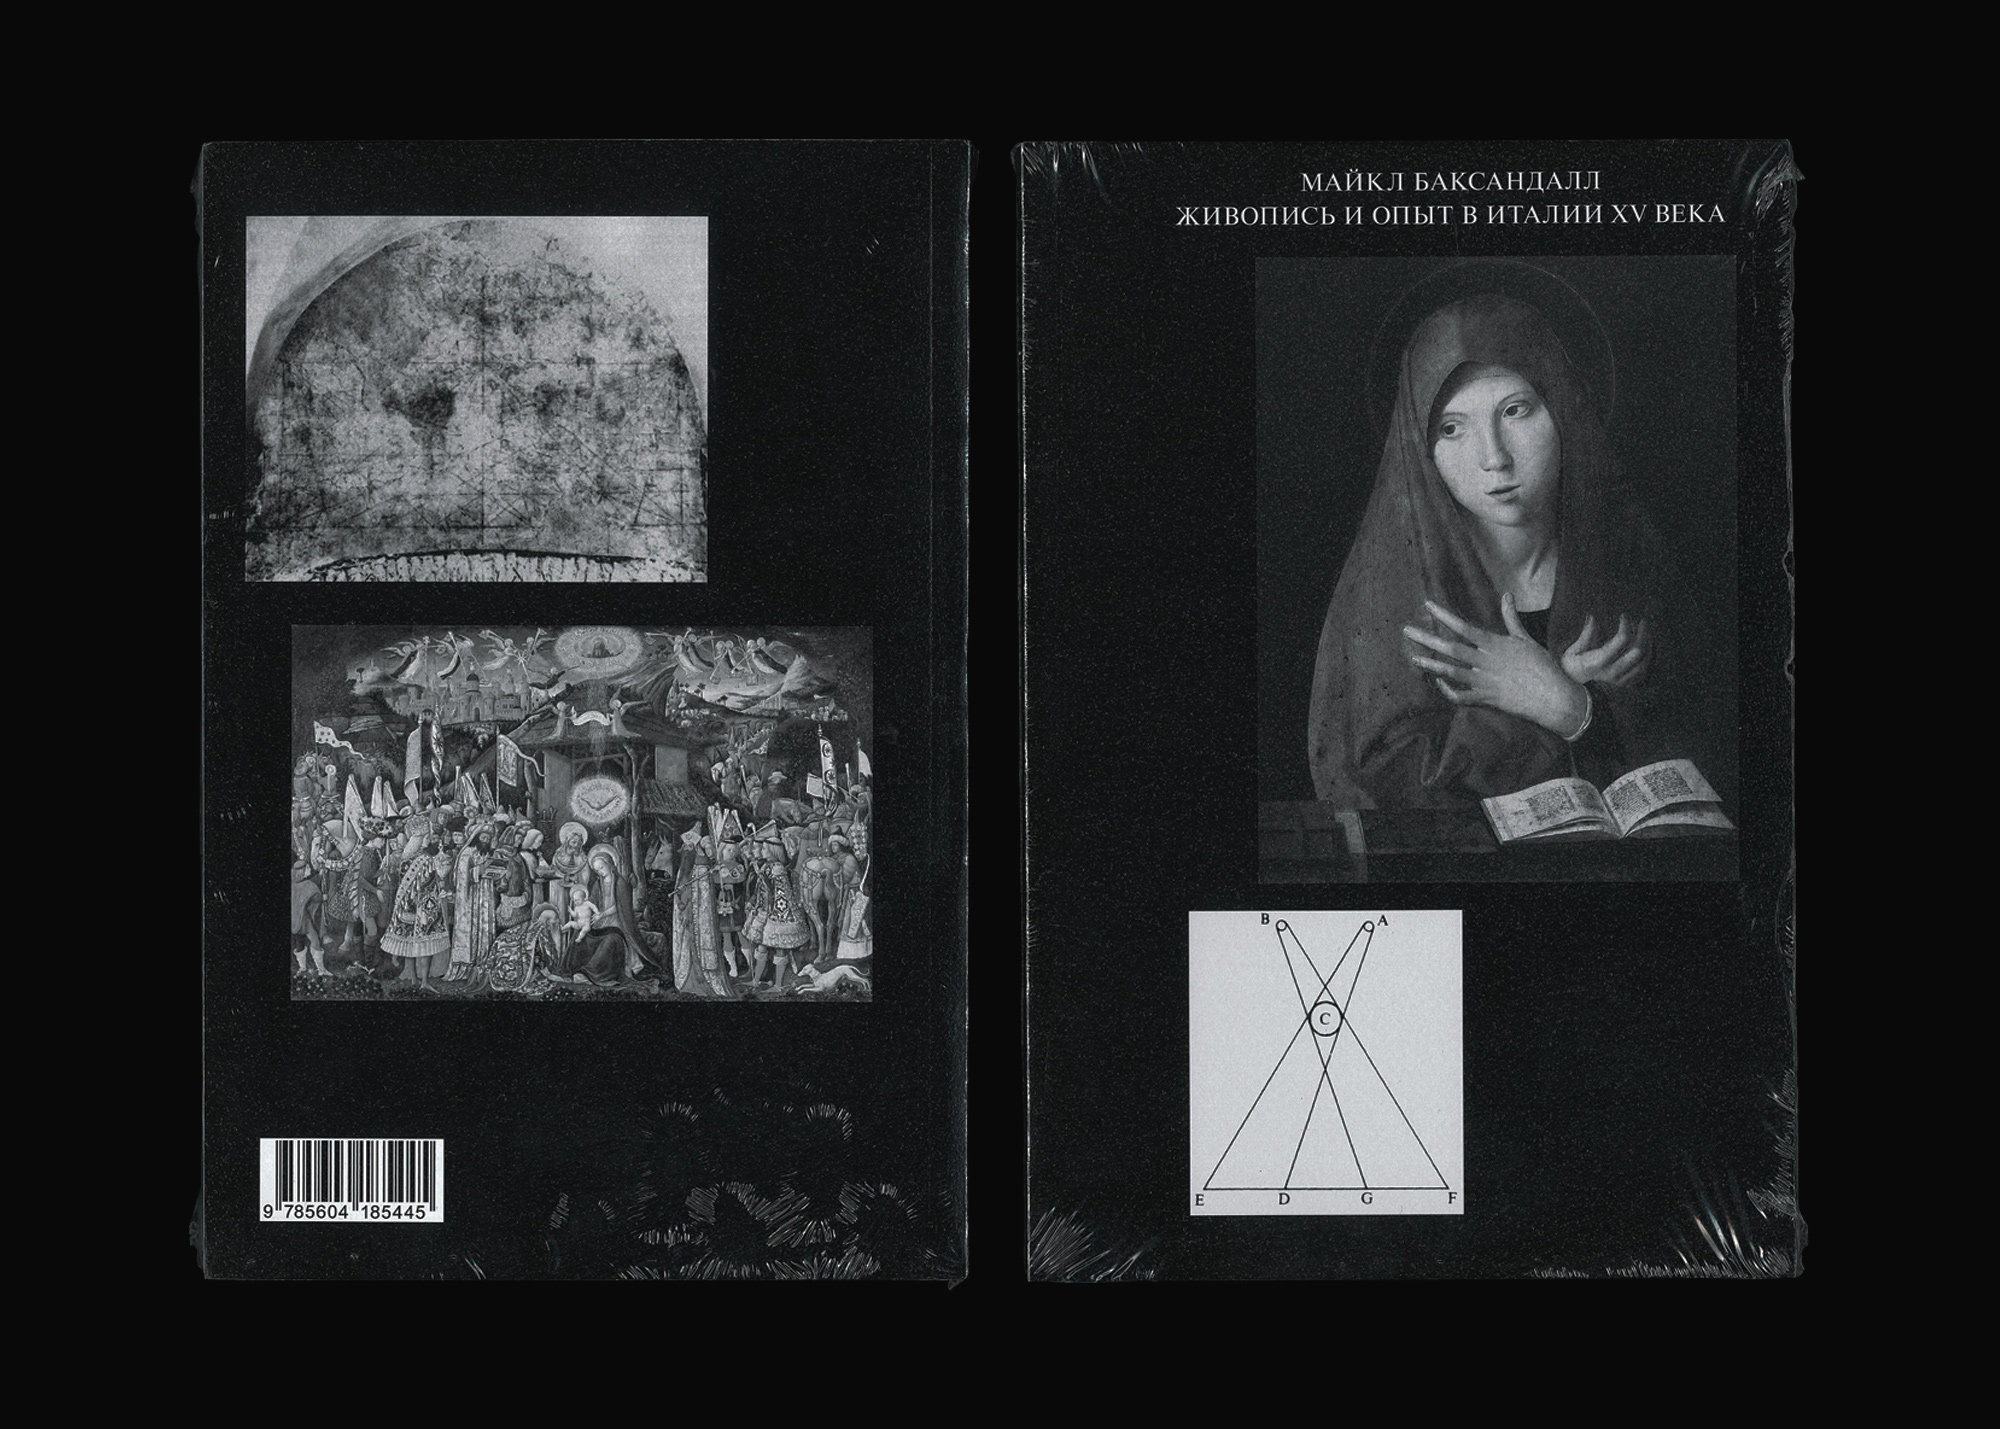 9 785604 185445
МАЙКЛ БАКСАНДАЛЛ
ЖИВОПИСЬ И ОПЫТ В ИТАЛИИ XV ВЕКА
B A
C
E D G F